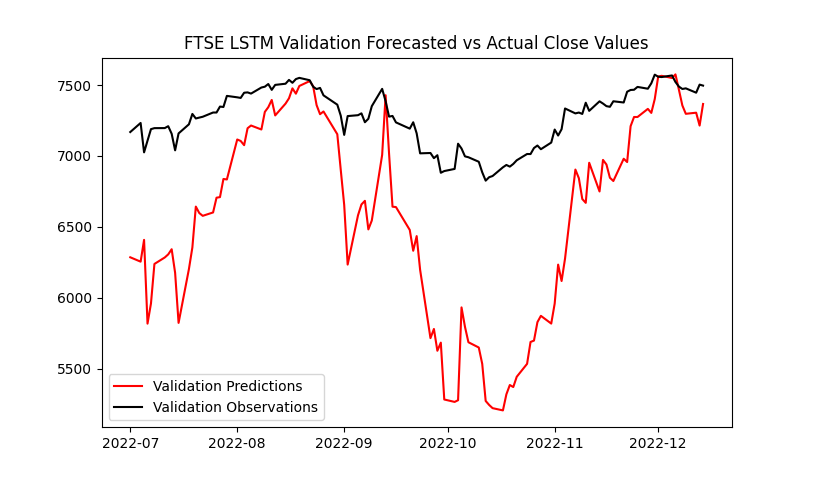 FTSE LSTM Validation Forecasted vs Actual Close Values
7500
7000
6500
6000
5500
Validation Predictions
Validation Observations
2022-07 2022-08 2022-09 2022-10 2022-11 2022-12